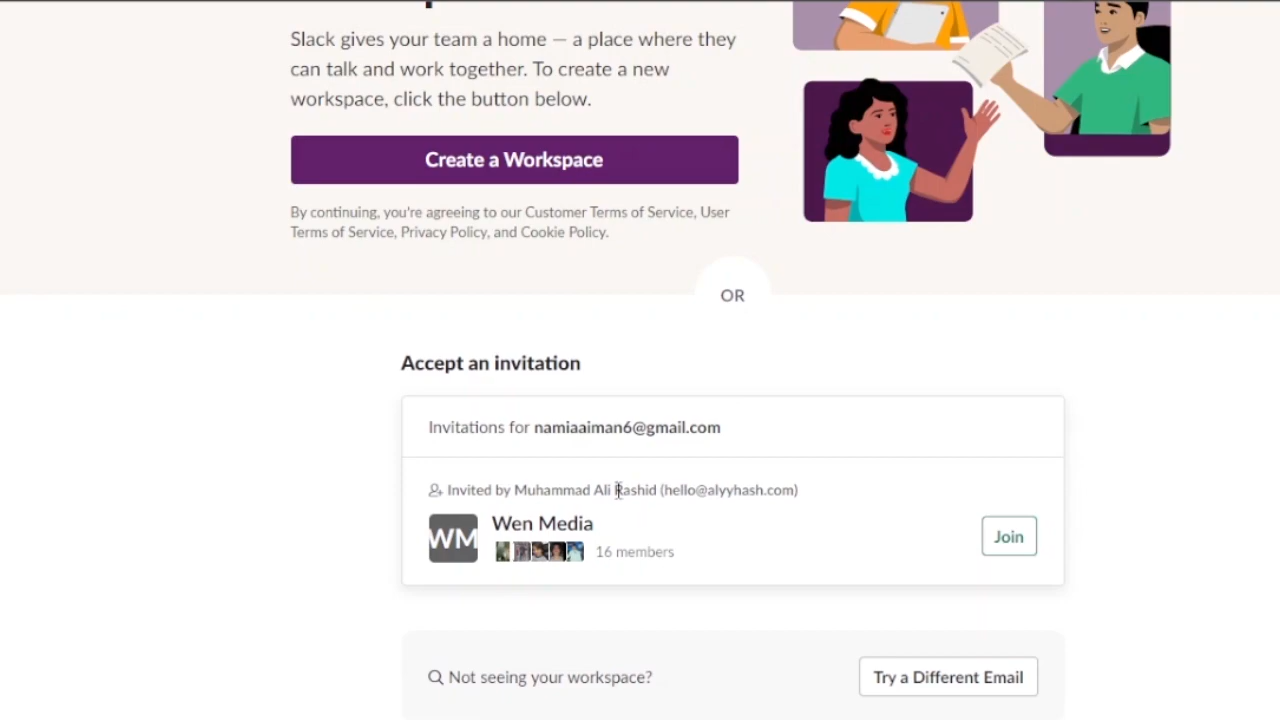 Slack gives your team a home — a place where they
can talk and work together. To create a new
workspace, click the button below.
Create a Workspace
By continuing, you're agreeing to our Customer Terms of Service, User
Terms of Service, Privacy Policy, and Cookie Policy.
OR
Accept an invitation
Invitations for namiaaiman6@gmail.com
Invited by Muhammad Ali Rashid (hello@alyyhash.com)
WM
Wen Media
16 members
Join
Not seeing your workspace?
Try a Different Email